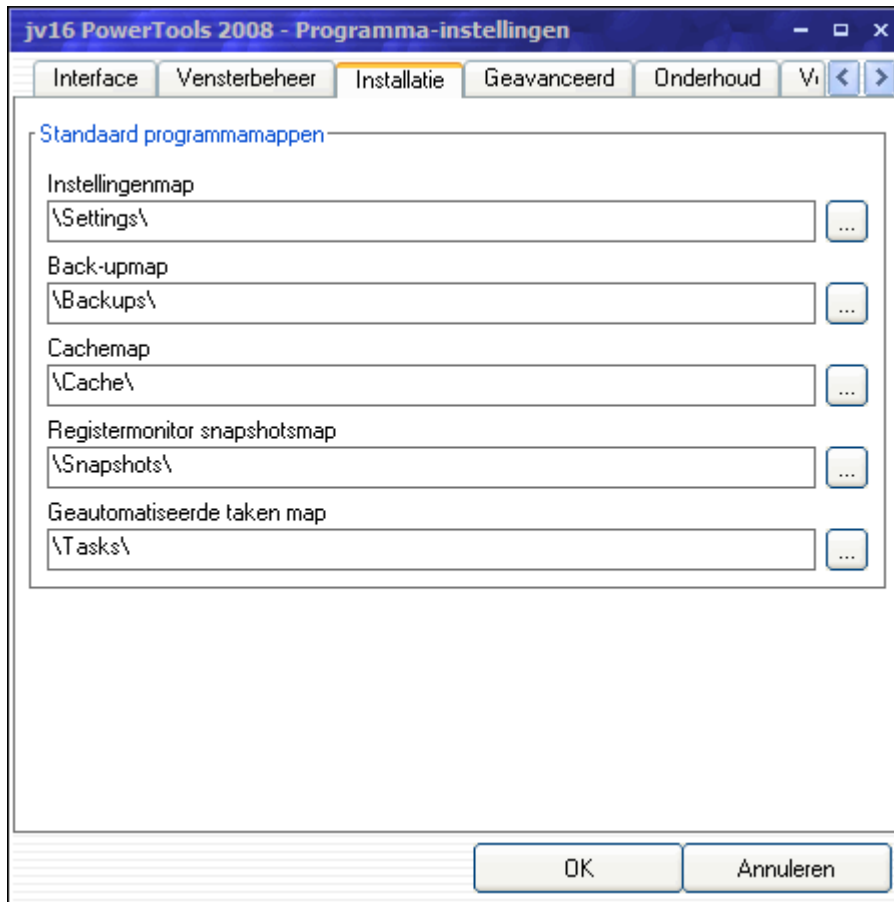 jv16 PowerTools 2008 - Programma-instellingen
Interface Vensterbeheer Installatie Geavanceerd Onderhoud
Standaard programmamappen
Instellingenmap
\Settings\
...
Back-upmap
\Backups\
...
Cachemap
\Cache\
...
Registermonitor snapshotsmap
\Snapshots\
...
Geautomatiseerde taken map
\Tasks\
...
OK Annuleren